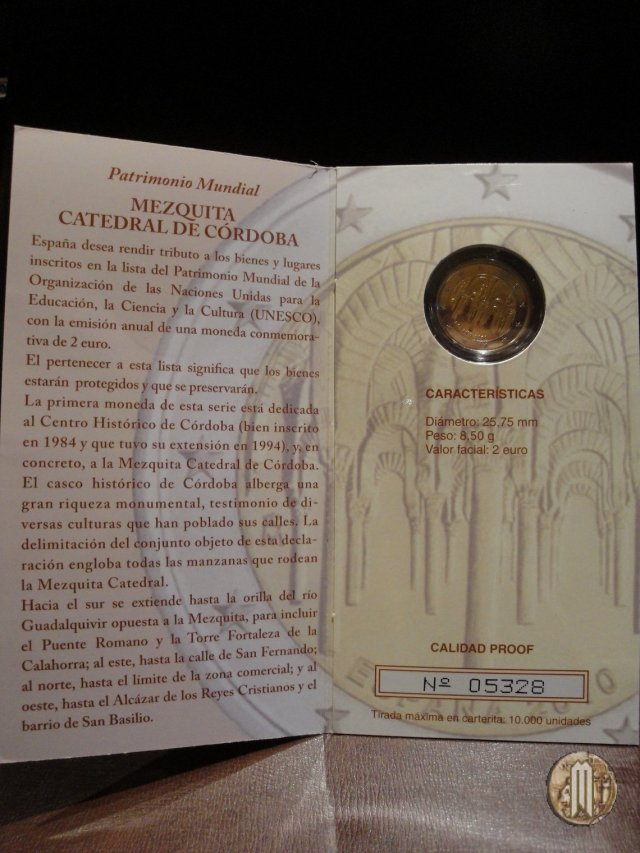 Patrimonio Mundial
MEZQUITA
CATEDRAL DE CÓRDOBA
España desea rendir tributo a los bienes y lugares
inscritos en la lista del Patrimonio Mundial de la
Organización de las Naciones Unidas para la
Educación, la Ciencia y la Cultura (UNESCO),
con la emisión anual de una moneda conmemora-
tiva de 2 euro.
El pertenecer a esta lista significa que los bienes
estarán protegidos y que se preservarán.
La primera moneda de esta serie está dedicada
al Centro Histórico de Córdoba (bien inscrito
en 1984 y que tuvo su extensión en 1994), y, en
concreto, a la Mezquita Catedral de Córdoba.
El casco histórico de Córdoba alberga una
gran riqueza monumental, testimonio de di-
versas culturas que han poblado sus calles. La
delimitación del conjunto objeto de esta decla-
ración engloba todas las manzanas que rodean
la Mezquita Catedral.
Hacia el sur se extiende hasta la orilla del río
Guadalquivir opuesta a la Mezquita, para incluir
el Puente Romano y la Torre Fortaleza de la
Calahorra; al este, hasta la calle de San Fernando;
al norte, hasta el límite de la zona comercial; y al
oeste, hasta el Alcázar de los Reyes Cristianos y el
barrio de San Basilio.
CARACTERÍSTICAS
Diámetro: 25,75 mm
Peso: 8,50 g
Valor facial: 2 euro
CALIDAD PROOF
Nº 05328
Tirada máxima en carterita: 10.000 unidades